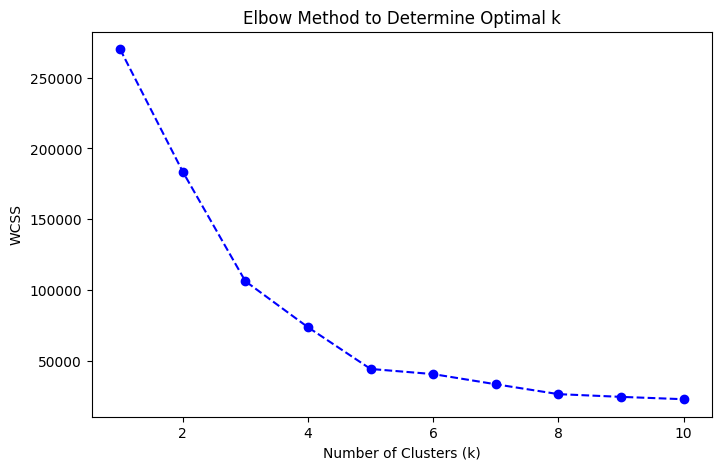 Elbow Method to Determine Optimal k
250000
200000
150000
100000
50000
WCSS
2 4 6 8 10
Number of Clusters (k)